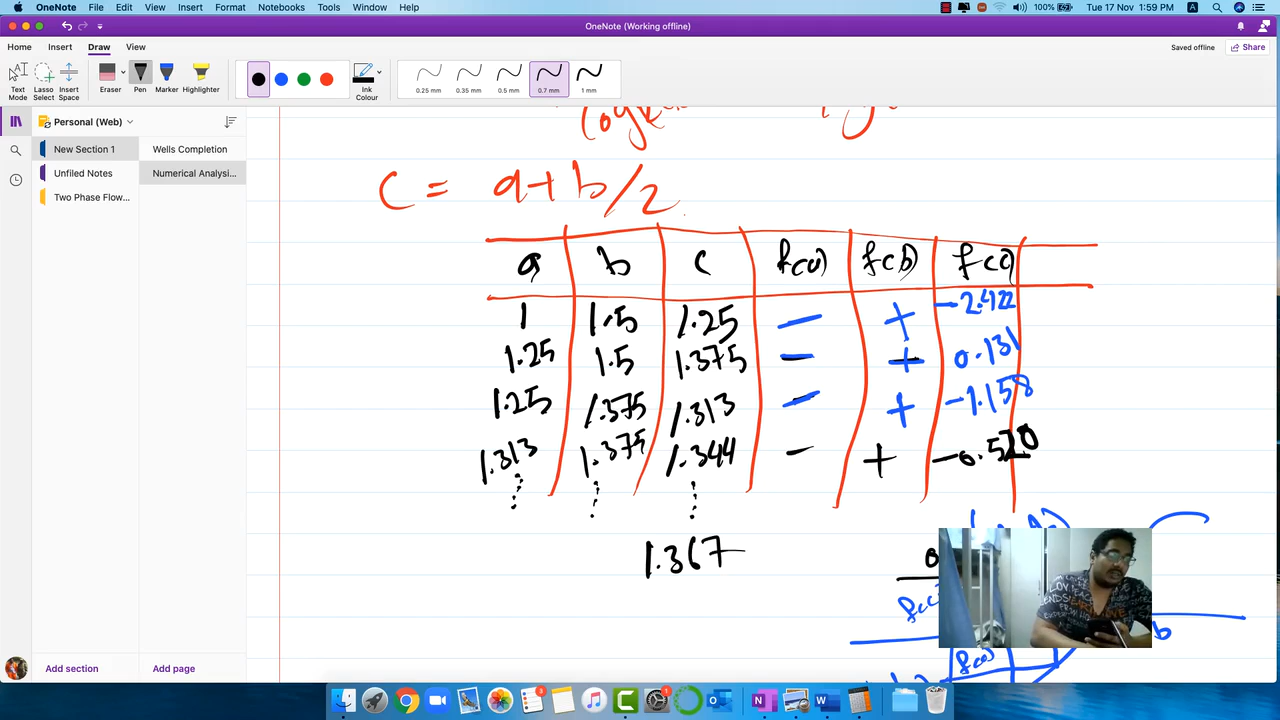 OneNote File Edit View Insert Format Notebooks Tools Window Help 100% Tue 17 Nov 1:59 PM
OneNote (Working offline)
Home Insert Draw View Saved offline Share
Text Mode Lasso Select Insert Space Eraser Pen Marker Highlighter Ink Colour 0.25 mm 0.35 mm 0.5 mm 0.7 mm 1 mm
Personal (Web)
New Section 1 Wells Completion
Unfiled Notes Numerical Analysi...
Two Phase Flow...
C = a+b/2
a b c f(a) f(b) f(c)
1 1.5 1.25 - + -2.422
1.25 1.5 1.375 - + 0.131
1.25 1.375 1.313 - + -1.158
1.313 1.375 1.344 - + -0.520
1.367
b
f(a)
Add section Add page